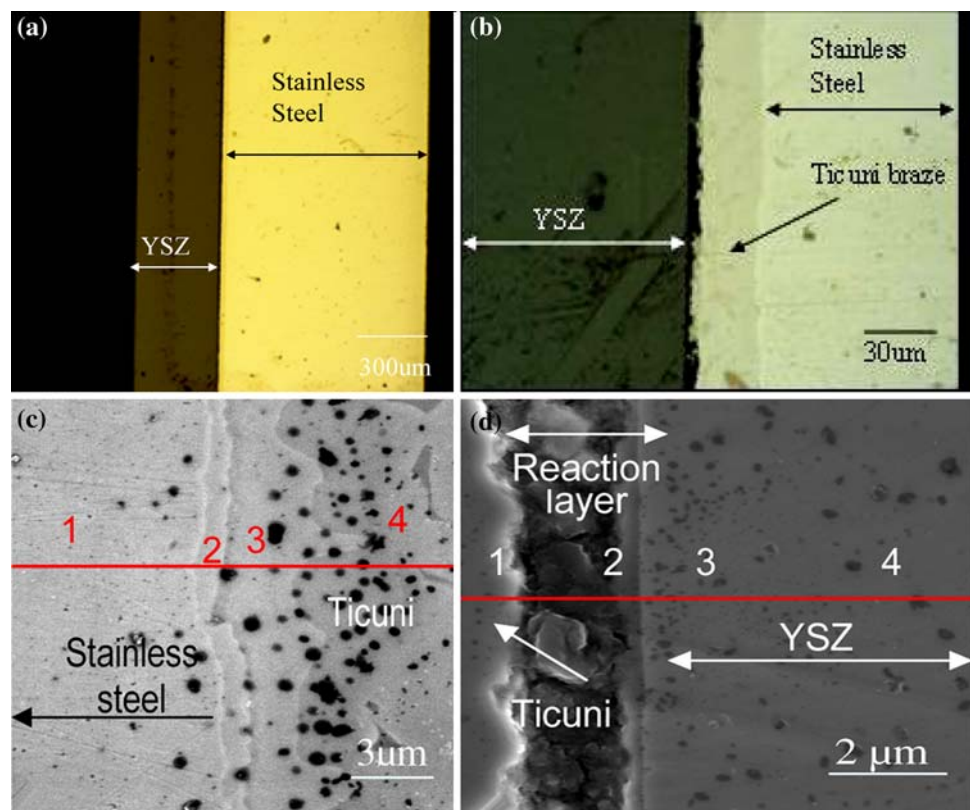 (a)
Stainless
Steel
YSZ
300um
(b)
Stainless
Steel
Ticuni braze
YSZ
30um
(c)
1
2
3
4
Ticuni
Stainless
steel
3um
(d)
Reaction
layer
1
2
3
4
YSZ
Ticuni
2 μm